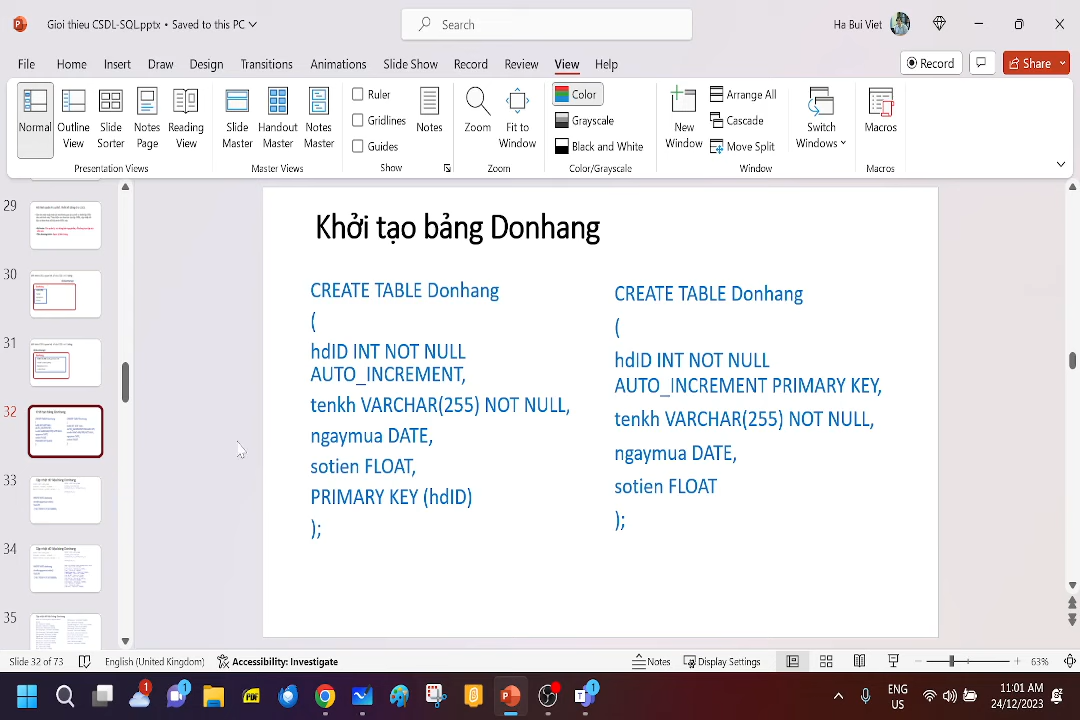 Gioi thieu CSDL-SQL.pptx • Saved to this PC
Search
Ha Bui Viet
File Home Insert Draw Design Transitions Animations Slide Show Record Review View Help
Record
Share
Normal
Outline View
Slide Sorter
Notes Page
Reading View
Presentation Views
Slide Master
Handout Master
Notes Master
Master Views
Ruler
Gridlines
Guides
Notes
Show
Zoom
Fit to Window
Zoom
Color
Grayscale
Black and White
Color/Grayscale
New Window
Arrange All
Cascade
Move Split
Window
Switch Windows
Macros
Macros
29
30
31
32
33
34
35
Khởi tạo bảng Donhang
CREATE TABLE Donhang
(
hdID INT NOT NULL
AUTO_INCREMENT,
tenkh VARCHAR(255) NOT NULL,
ngaymua DATE,
sotien FLOAT,
PRIMARY KEY (hdID)
);
CREATE TABLE Donhang
(
hdID INT NOT NULL
AUTO_INCREMENT PRIMARY KEY,
tenkh VARCHAR(255) NOT NULL,
ngaymua DATE,
sotien FLOAT
);
Slide 32 of 73
English (United Kingdom)
Accessibility: Investigate
Notes
Display Settings
63%
ENG
US
11:01 AM
24/12/2023